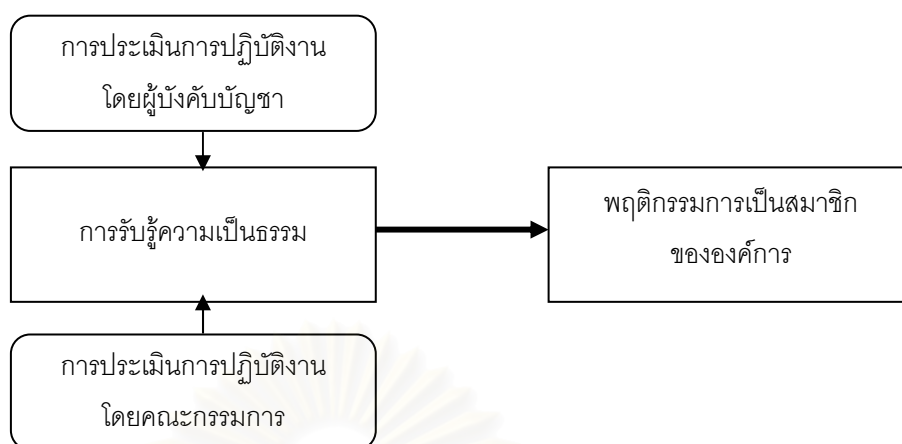 การประเมินการปฏิบัติงาน
โดยผู้บังคับบัญชา
การรับรู้ความเป็นธรรม
พฤติกรรมการเป็นสมาชิก
ขององค์การ
การประเมินการปฏิบัติงาน
โดยคณะกรรมการ